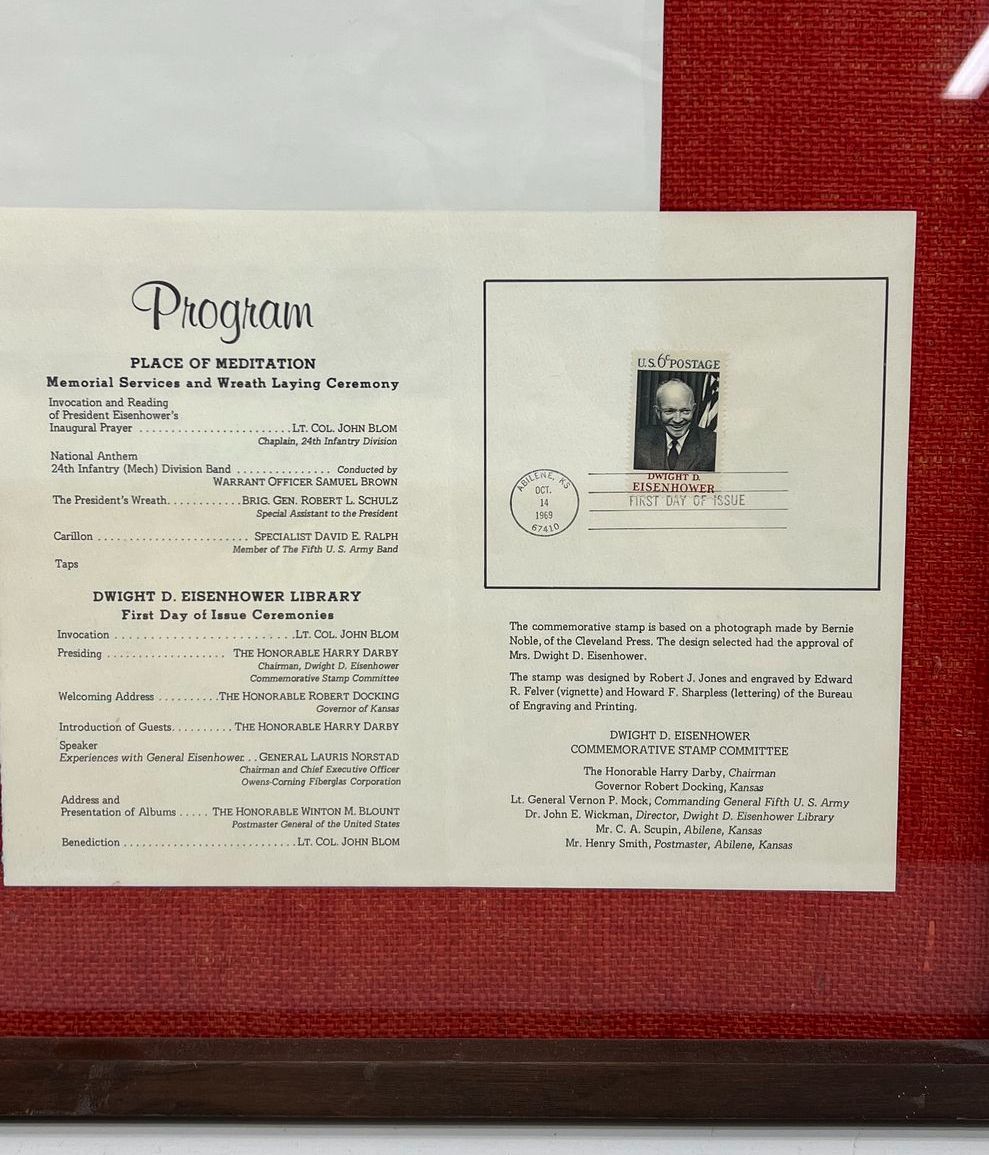 Program
PLACE OF MEDITATION
Memorial Services and Wreath Laying Ceremony
Invocation and Reading
of President Eisenhower's
Inaugural Prayer . . . . . . . . . . . . . . . . . . . . . . . LT. COL. JOHN BLOM
Chaplain, 24th Infantry Division
National Anthem
24th Infantry (Mech) Division Band . . . . . . . . . . . . . . Conducted by
WARRANT OFFICER SAMUEL BROWN
The President's Wreath. . . . . . . . . . . BRIG. GEN. ROBERT L. SCHULZ
Special Assistant to the President
Carillon . . . . . . . . . . . . . . . . . . . . . . . SPECIALIST DAVID E. RALPH
Member of The Fifth U. S. Army Band
Taps
DWIGHT D. EISENHOWER LIBRARY
First Day of Issue Ceremonies
Invocation . . . . . . . . . . . . . . . . . . . . . . . . . . . LT. COL. JOHN BLOM
Presiding . . . . . . . . . . . . . . . . . . THE HONORABLE HARRY DARBY
Chairman, Dwight D. Eisenhower
Commemorative Stamp Committee
Welcoming Address . . . . . . . . . THE HONORABLE ROBERT DOCKING
Governor of Kansas
Introduction of Guests. . . . . . . . . THE HONORABLE HARRY DARBY
Speaker
Experiences with General Eisenhower. . . GENERAL LAURIS NORSTAD
Chairman and Chief Executive Officer
Owens-Corning Fiberglas Corporation
Address and
Presentation of Albums . . . . . THE HONORABLE WINTON M. BLOUNT
Postmaster General of the United States
Benediction . . . . . . . . . . . . . . . . . . . . . . . . . . LT. COL. JOHN BLOM
U.S. 6c POSTAGE
DWIGHT D.
EISENHOWER
ABILENE, KS
OCT.
14
1969
67410
FIRST DAY OF ISSUE
The commemorative stamp is based on a photograph made by Bernie
Noble, of the Cleveland Press. The design selected had the approval of
Mrs. Dwight D. Eisenhower.
The stamp was designed by Robert J. Jones and engraved by Edward
R. Felver (vignette) and Howard F. Sharpless (lettering) of the Bureau
of Engraving and Printing.
DWIGHT D. EISENHOWER
COMMEMORATIVE STAMP COMMITTEE
The Honorable Harry Darby, Chairman
Governor Robert Docking, Kansas
Lt. General Vernon P. Mock, Commanding General Fifth U. S. Army
Dr. John E. Wickman, Director, Dwight D. Eisenhower Library
Mr. C. A. Scupin, Abilene, Kansas
Mr. Henry Smith, Postmaster, Abilene, Kansas